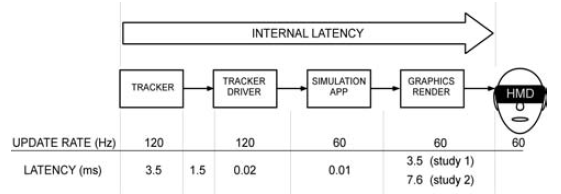 INTERNAL LATENCY
TRACKER
TRACKER DRIVER
SIMULATION APP
GRAPHICS RENDER
HMD
UPDATE RATE (Hz) 120 120 60 60 60
LATENCY (ms) 3.5 1.5 0.02 0.01 3.5 (study 1)
7.6 (study 2)